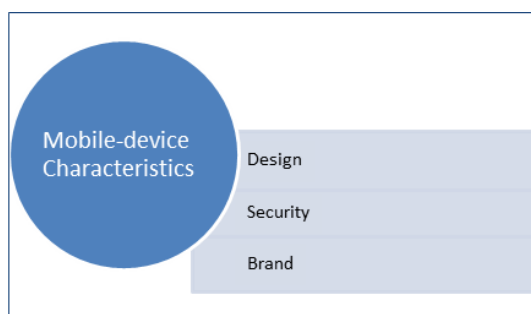 Mobile-device
Characteristics
Design
Security
Brand